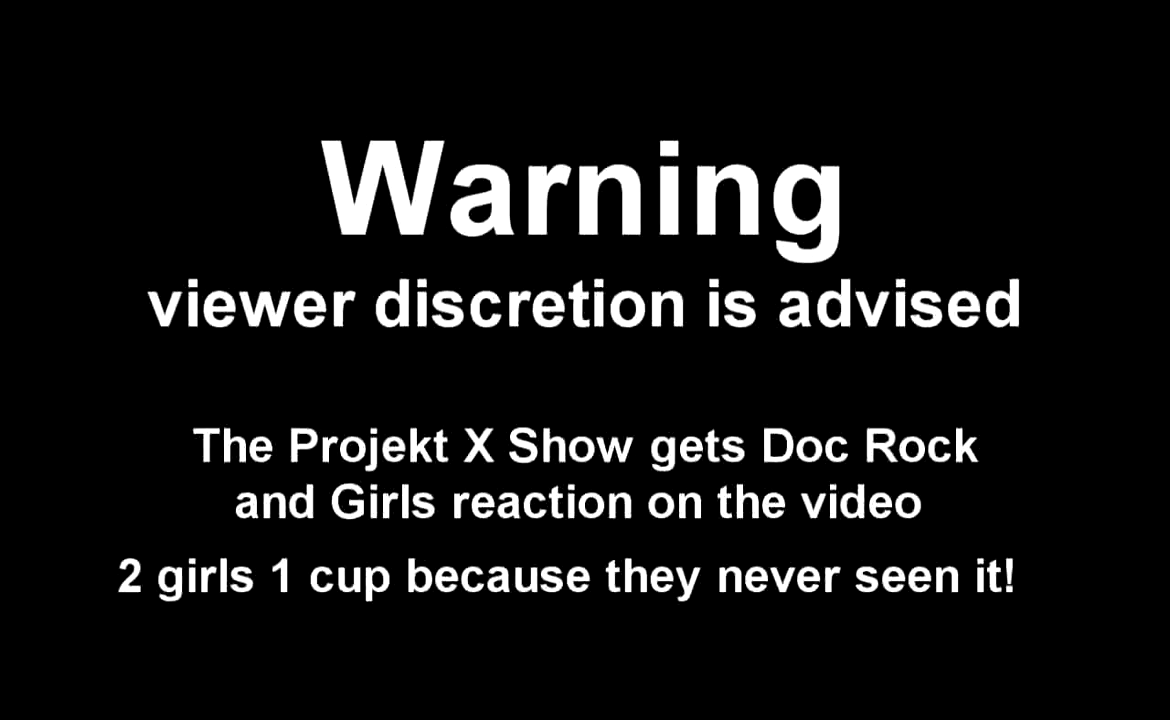 Warning
viewer discretion is advised
The Projekt X Show gets Doc Rock
and Girls reaction on the video
2 girls 1 cup because they never seen it!